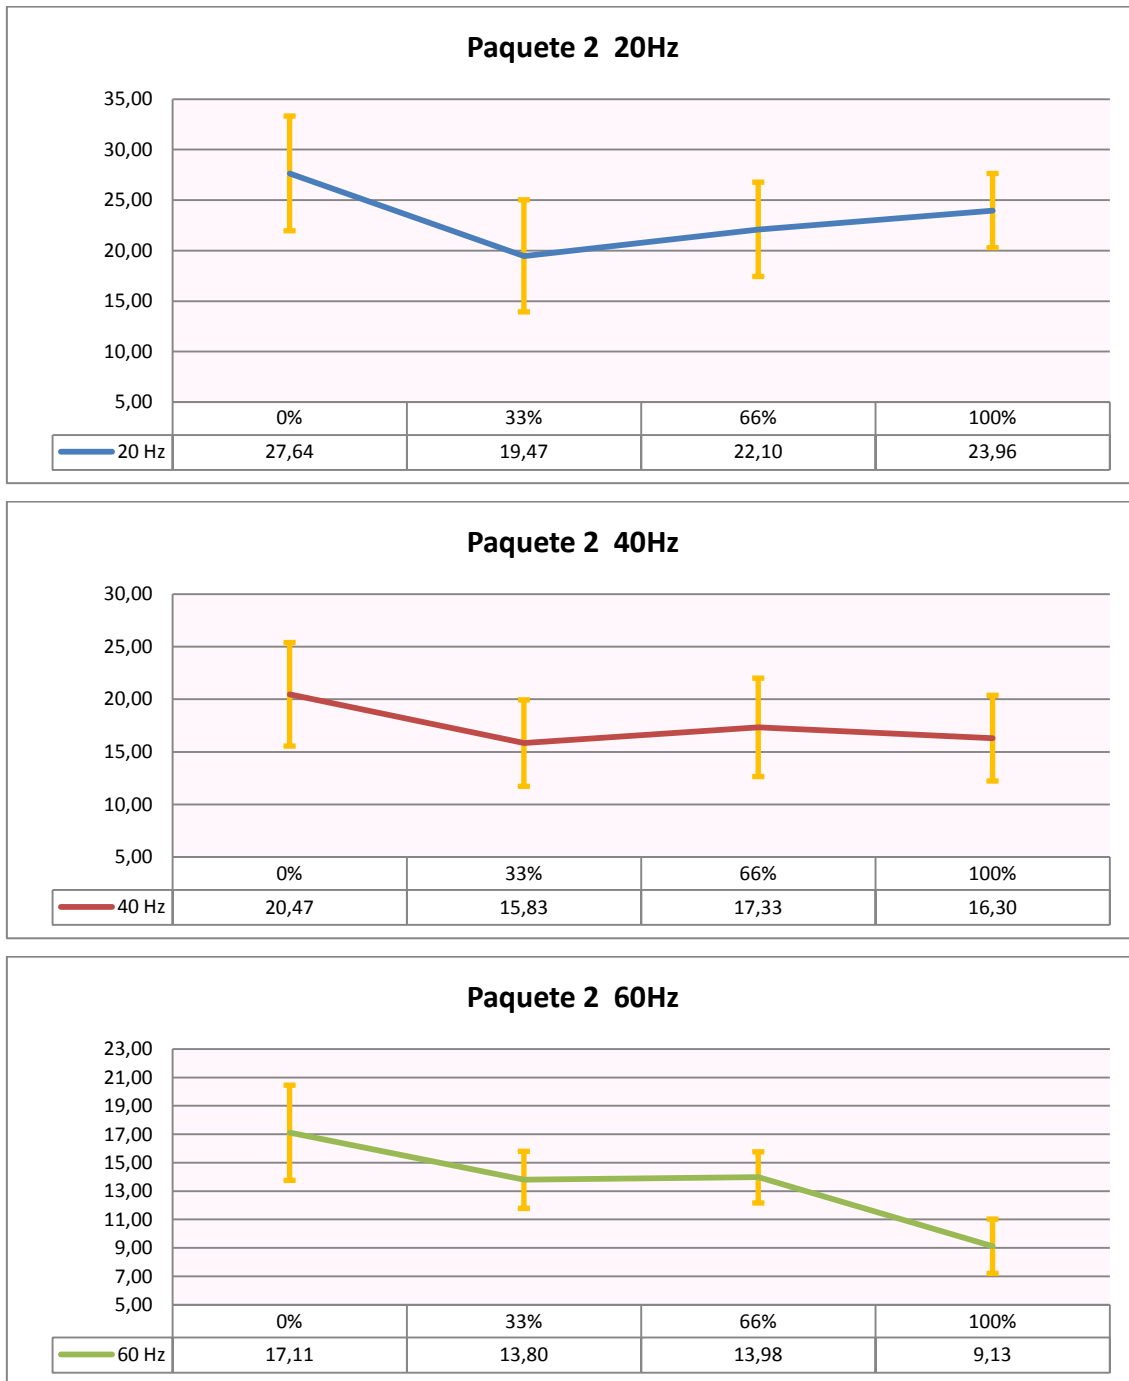 Paquete 2  20Hz
35,00
30,00
25,00
20,00
15,00
10,00
5,00
0% 33% 66% 100%
20 Hz 27,64 19,47 22,10 23,96
Paquete 2  40Hz
30,00
25,00
20,00
15,00
10,00
5,00
0% 33% 66% 100%
40 Hz 20,47 15,83 17,33 16,30
Paquete 2  60Hz
23,00
21,00
19,00
17,00
15,00
13,00
11,00
9,00
7,00
5,00
0% 33% 66% 100%
60 Hz 17,11 13,80 13,98 9,13